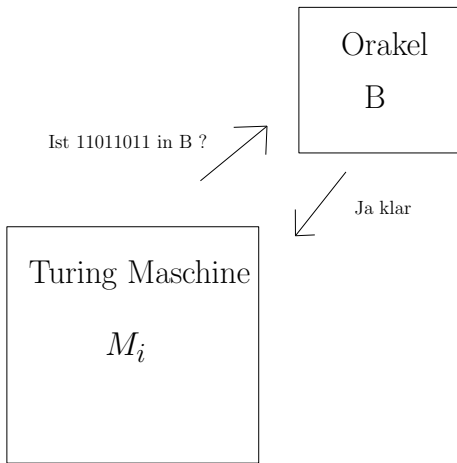 Orakel
B
Ist 11011011 in B ?
Ja klar
Turing Maschine
M_i